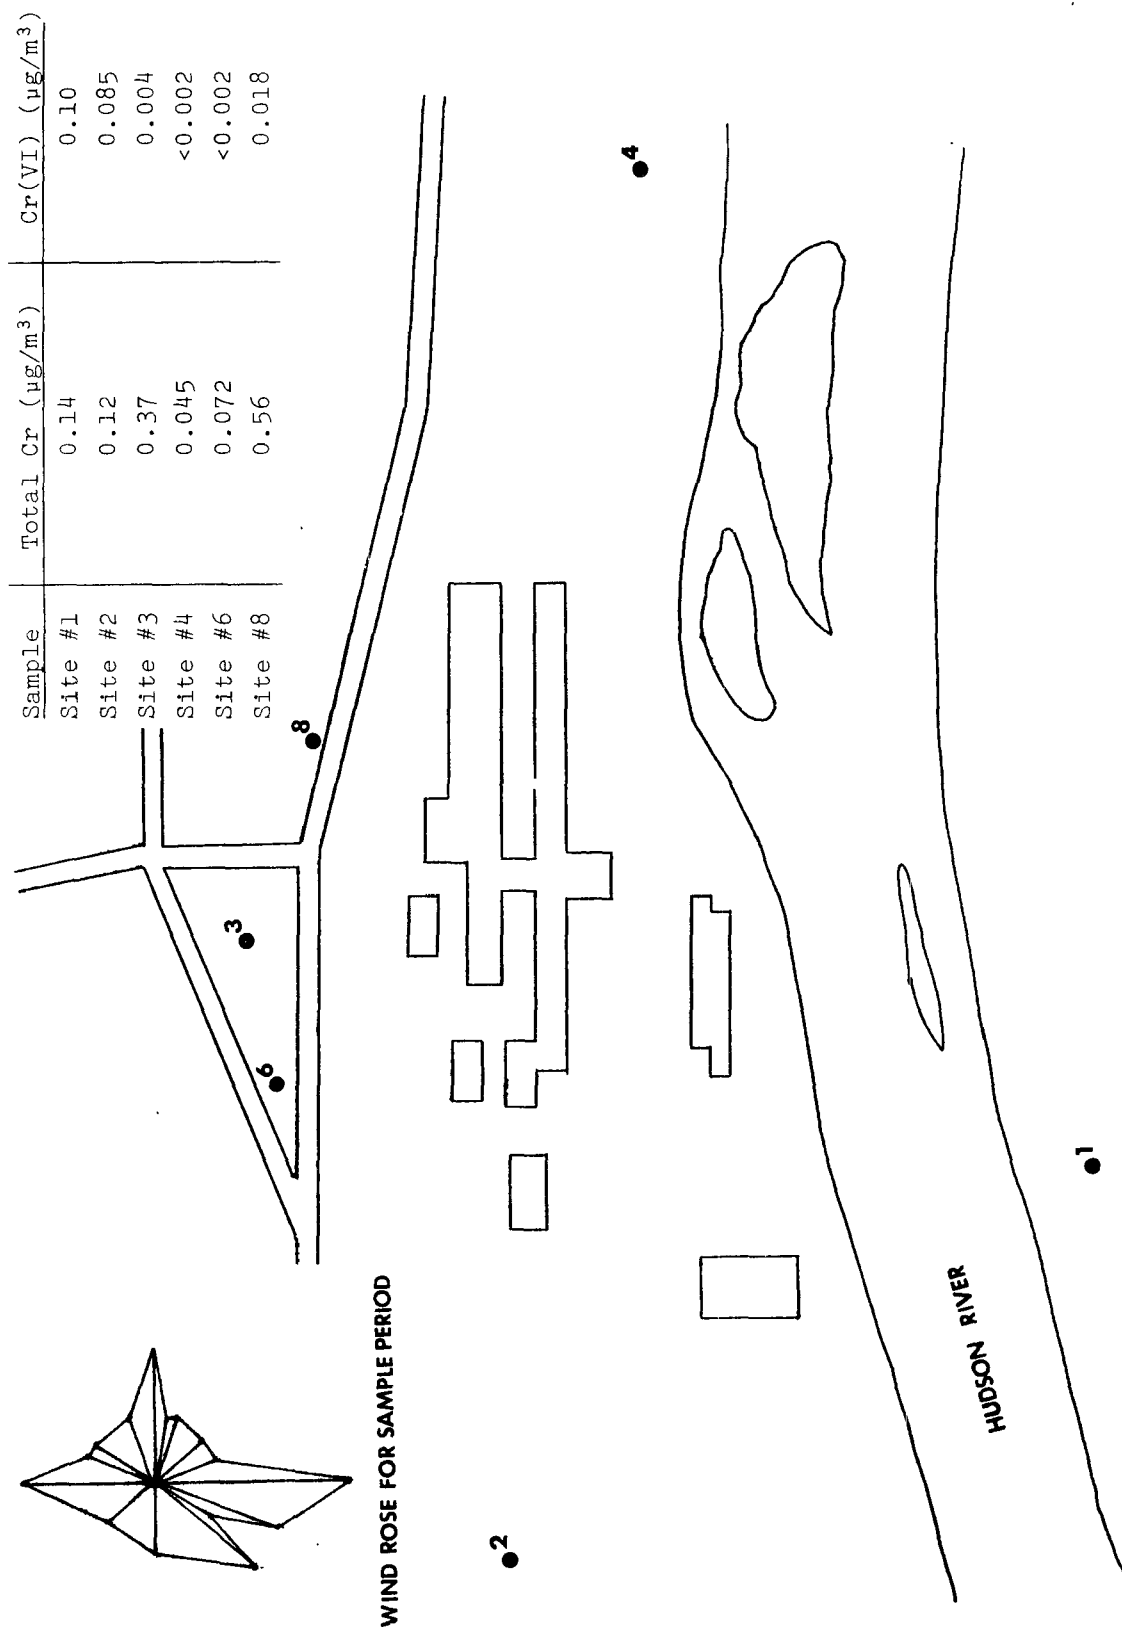 Sample Total Cr (µg/m³) Cr(VI) (µg/m³)
Site #1 0.14 0.10
Site #2 0.12 0.085
Site #3 0.37 0.004
Site #4 0.045 <0.002
Site #6 0.072 <0.002
Site #8 0.56 0.018
8
3
6
4
WIND ROSE FOR SAMPLE PERIOD
2
HUDSON RIVER
1